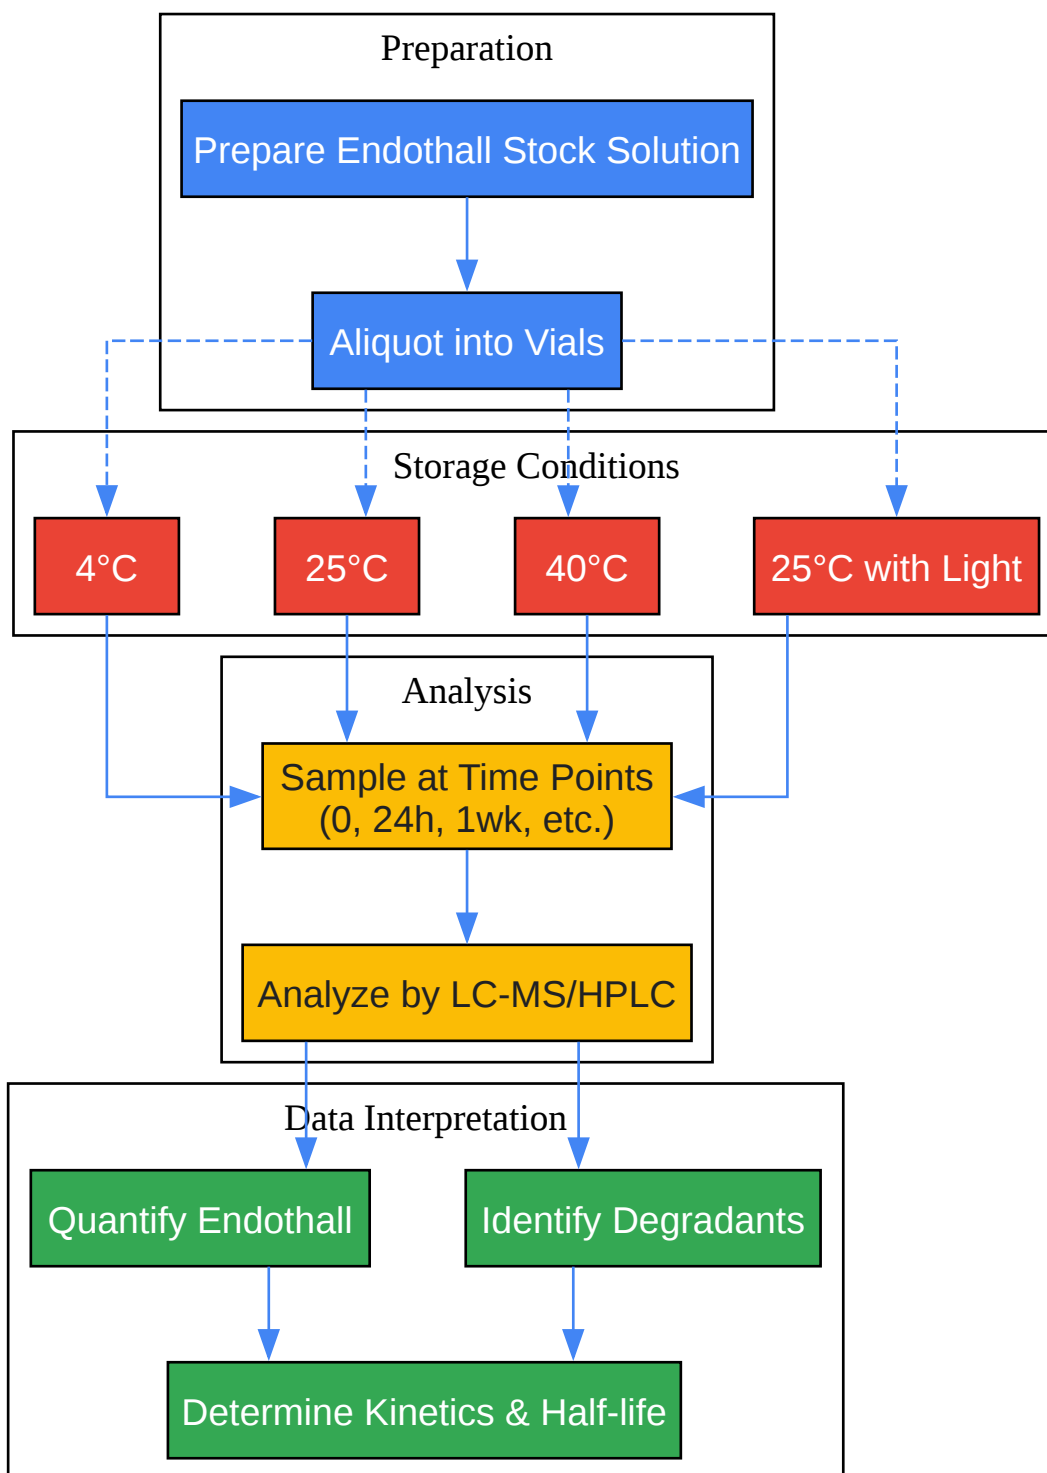 Preparation
Prepare Endothall Stock Solution
Aliquot into Vials
Storage Conditions
4°C
25°C
40°C
25°C with Light
Analysis
Sample at Time Points
(0, 24h, 1wk, etc.)
Analyze by LC-MS/HPLC
Data Interpretation
Quantify Endothall
Identify Degradants
Determine Kinetics & Half-life